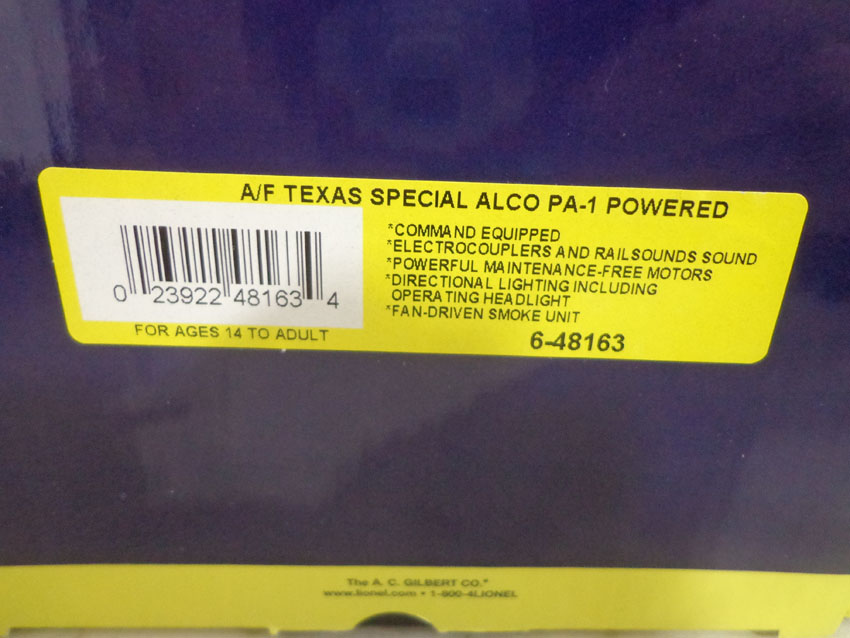 A/F TEXAS SPECIAL ALCO PA-1 POWERED
*COMMAND EQUIPPED
*ELECTROCOUPLERS AND RAILSOUNDS SOUND
*POWERFUL MAINTENANCE-FREE MOTORS
*DIRECTIONAL LIGHTING INCLUDING
OPERATING HEADLIGHT
*FAN-DRIVEN SMOKE UNIT
6-48163
0 23922 48163 4
FOR AGES 14 TO ADULT
The A. C. GILBERT CO.®
www.lionel.com • 1-800-4LIONEL